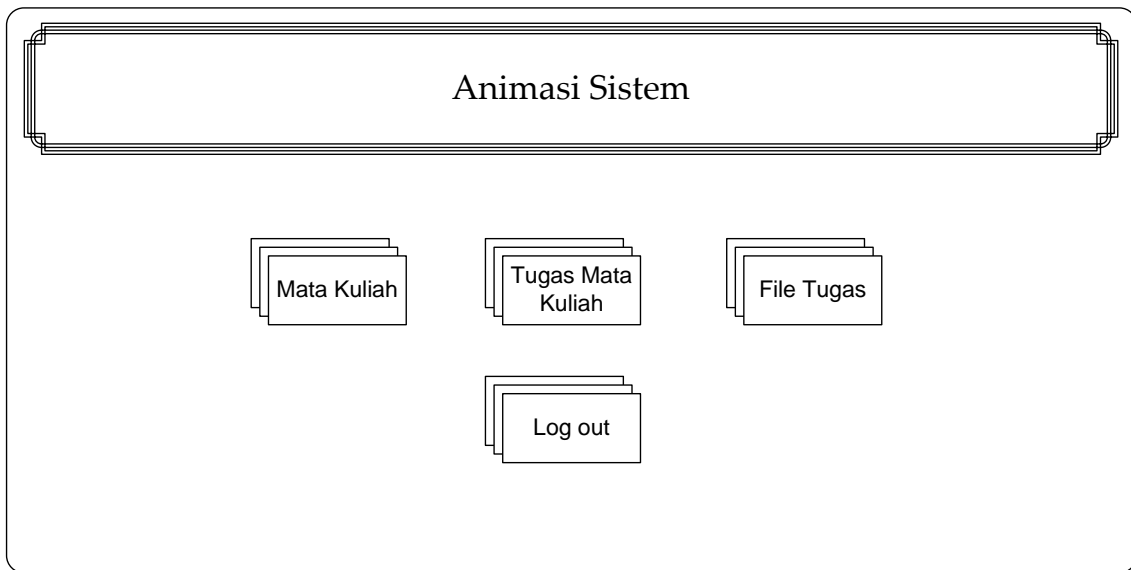 Animasi Sistem
Mata Kuliah
Tugas Mata
Kuliah
File Tugas
Log out